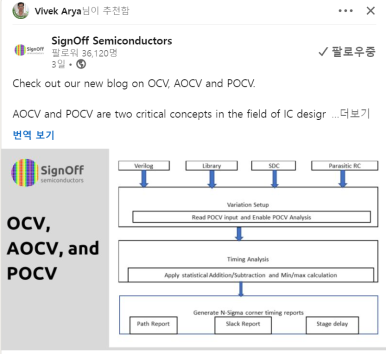 Vivek Arya님이 추천함
SignOff Semiconductors
팔로워 36,120명
3일 •
✓ 팔로우중
Check out our new blog on OCV, AOCV and POCV.
AOCV and POCV are two critical concepts in the field of IC desigr ...더보기
번역 보기
SignOff
semiconductors
OCV,
AOCV, and
POCV
Verilog
Library
SDC
Parasitic RC
Variation Setup
Read POCV input and Enable POCV Analysis
Timing Analysis
Apply statistical Addition/Subtraction and Min/max calculation
Generate N-Sigma corner timing reports
Path Report
Slack Report
Stage delay